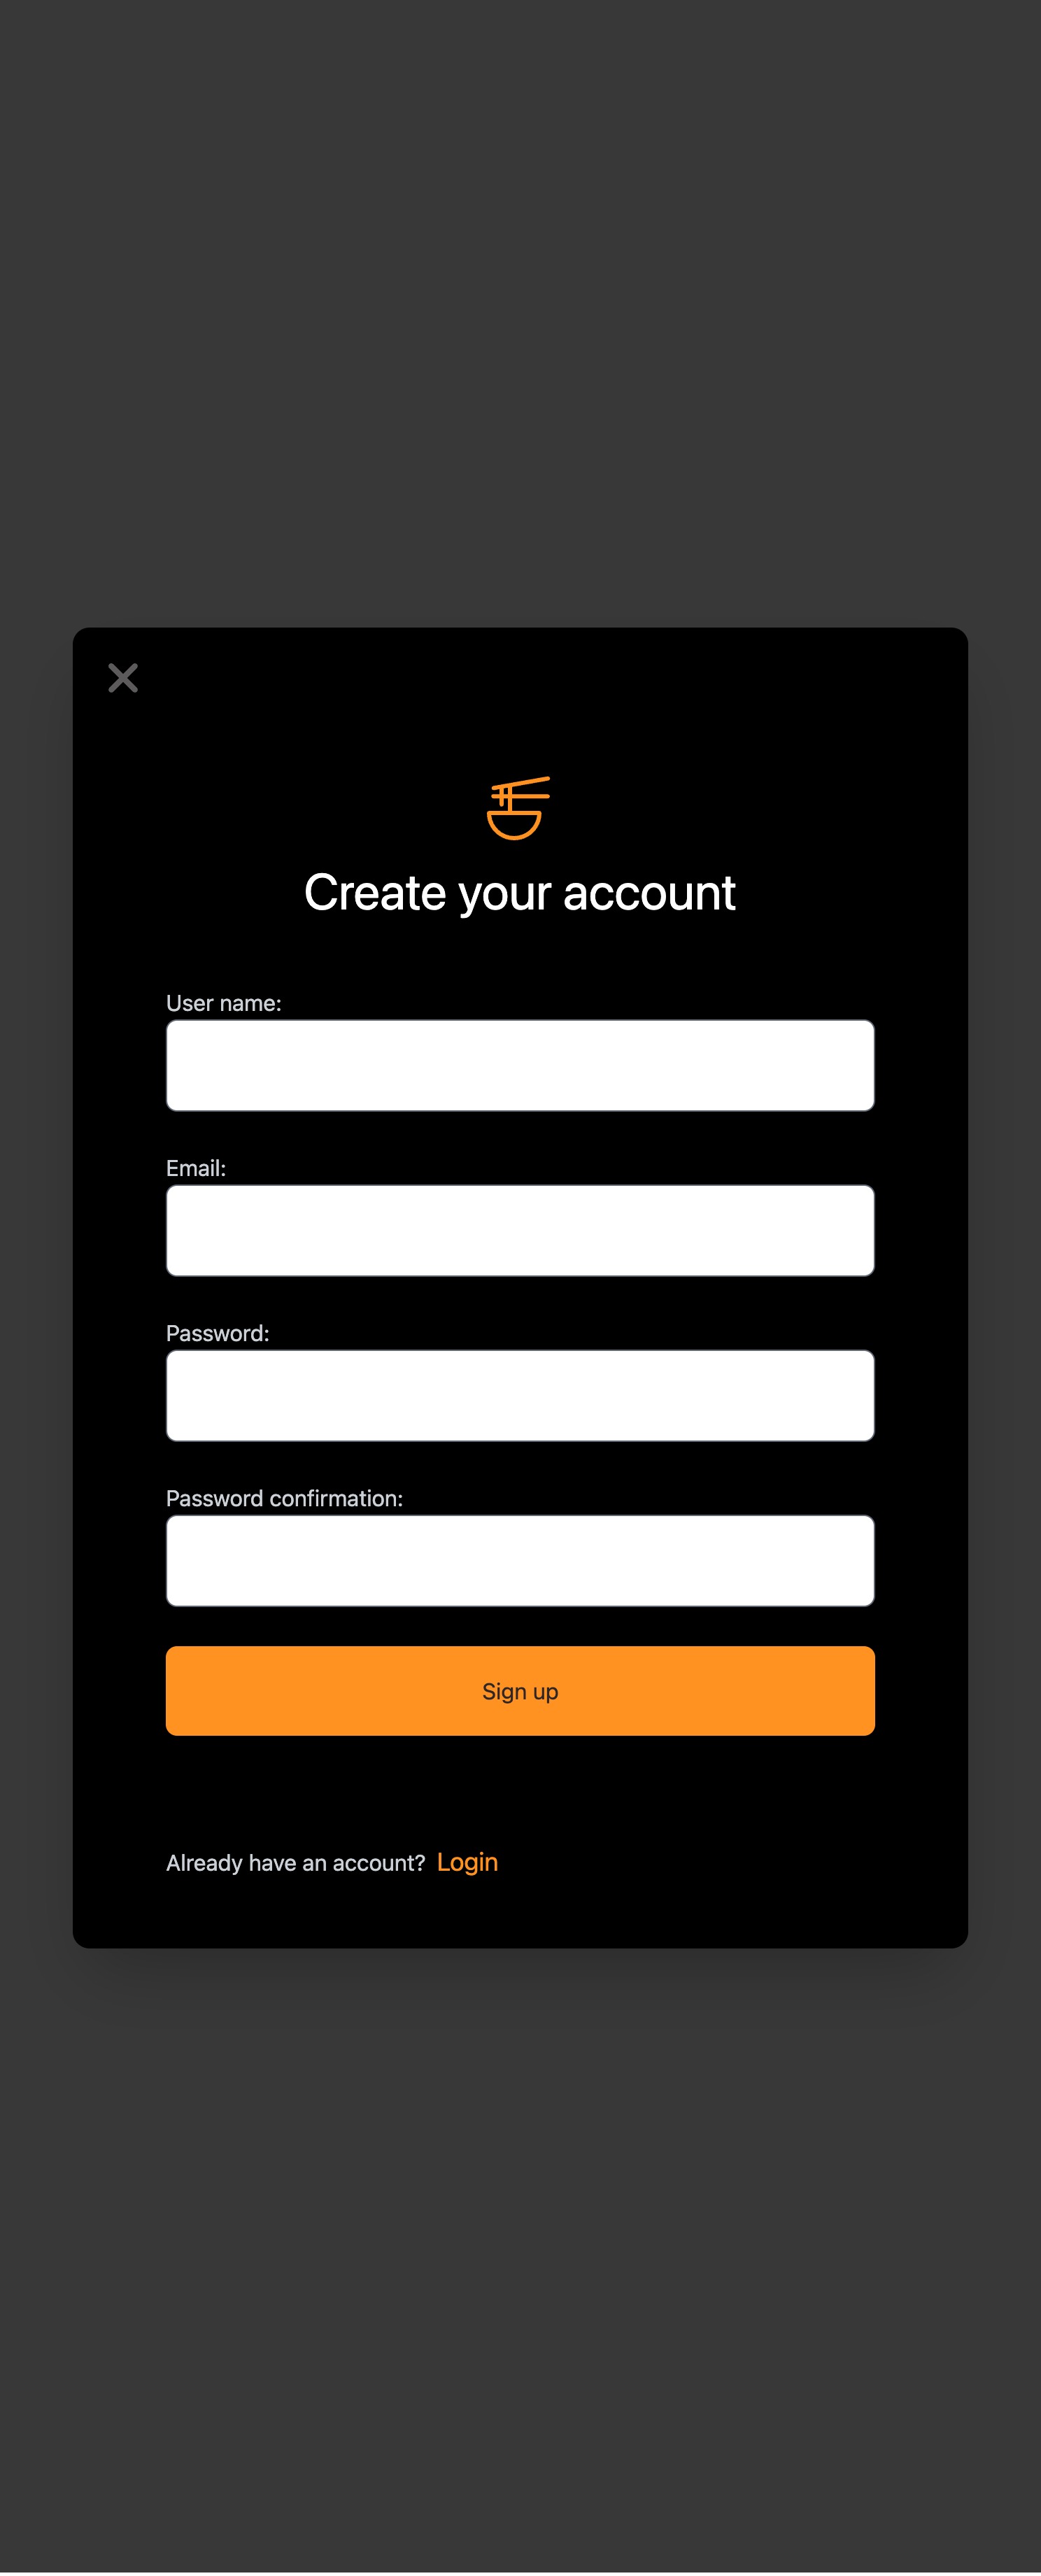 Create your account
User name:
Email:
Password:
Password confirmation:
Sign up
Already have an account? Login